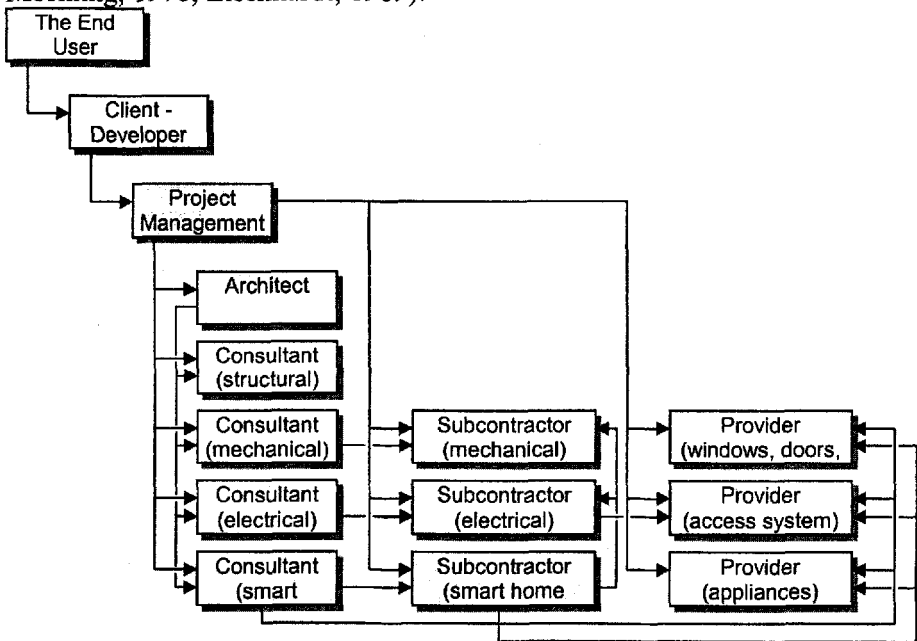 The End
User
Client -
Developer
Project
Management
Architect
Consultant
(structural)
Consultant
(mechanical)
Subcontractor
(mechanical)
Provider
(windows, doors,
Consultant
(electrical)
Subcontractor
(electrical)
Provider
(access system)
Consultant
(smart
Subcontractor
(smart home
Provider
(appliances)